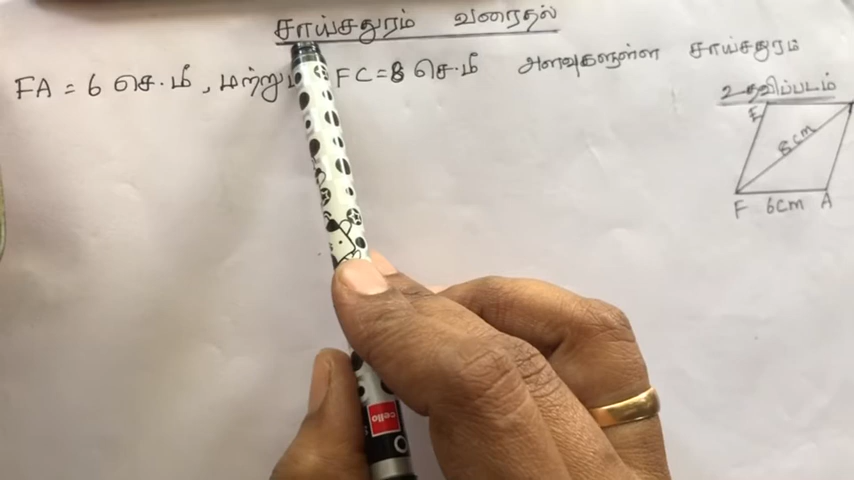 சாய்சதுரம் வரைதல்
FA = 6 செ.மீ, மற்றும் FC = 8 செ.மீ அளவுகளுள்ள சாய்சதுரம்
உதவிப்படம்
E
8cm
F 6cm A
cello